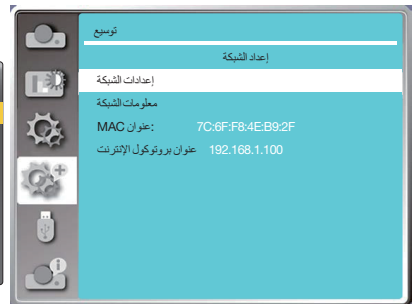 توسيع
إعداد الشبكة
إعدادات الشبكة
معلومات الشبكة
عنوان MAC: 7C:6F:F8:4E:B9:2F
عنوان بروتوكول الإنترنت 192.168.1.100